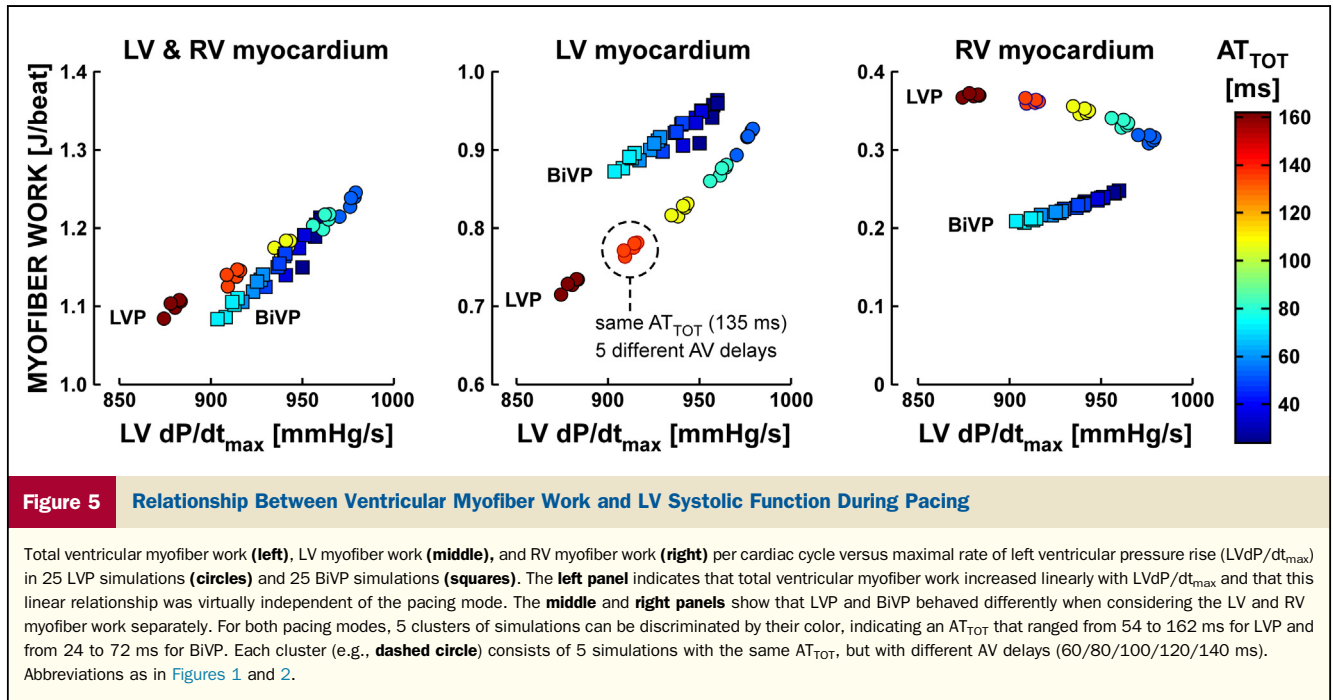 LV & RV myocardium
LV myocardium
RV myocardium
AT_TOT
[ms]
MYOFIBER WORK [J/beat]
1.4
1.3
1.2
1.1
1.0
LVP
BiVP
850 900 950 1000
LV dP/dt_max [mmHg/s]
1.0
0.9
0.8
0.7
0.6
BiVP
LVP
same AT_TOT (135 ms)
5 different AV delays
850 900 950 1000
LV dP/dt_max [mmHg/s]
0.4
0.3
0.2
0.1
0
LVP
BiVP
850 900 950 1000
LV dP/dt_max [mmHg/s]
160
140
120
100
80
60
40
Figure 5 Relationship Between Ventricular Myofiber Work and LV Systolic Function During Pacing
Total ventricular myofiber work (left), LV myofiber work (middle), and RV myofiber work (right) per cardiac cycle versus maximal rate of left ventricular pressure rise (LVdP/dt_max)
in 25 LVP simulations (circles) and 25 BiVP simulations (squares). The left panel indicates that total ventricular myofiber work increased linearly with LVdP/dt_max and that this
linear relationship was virtually independent of the pacing mode. The middle and right panels show that LVP and BiVP behaved differently when considering the LV and RV
myofiber work separately. For both pacing modes, 5 clusters of simulations can be discriminated by their color, indicating an AT_TOT that ranged from 54 to 162 ms for LVP and
from 24 to 72 ms for BiVP. Each cluster (e.g., dashed circle) consists of 5 simulations with the same AT_TOT, but with different AV delays (60/80/100/120/140 ms).
Abbreviations as in Figures 1 and 2.